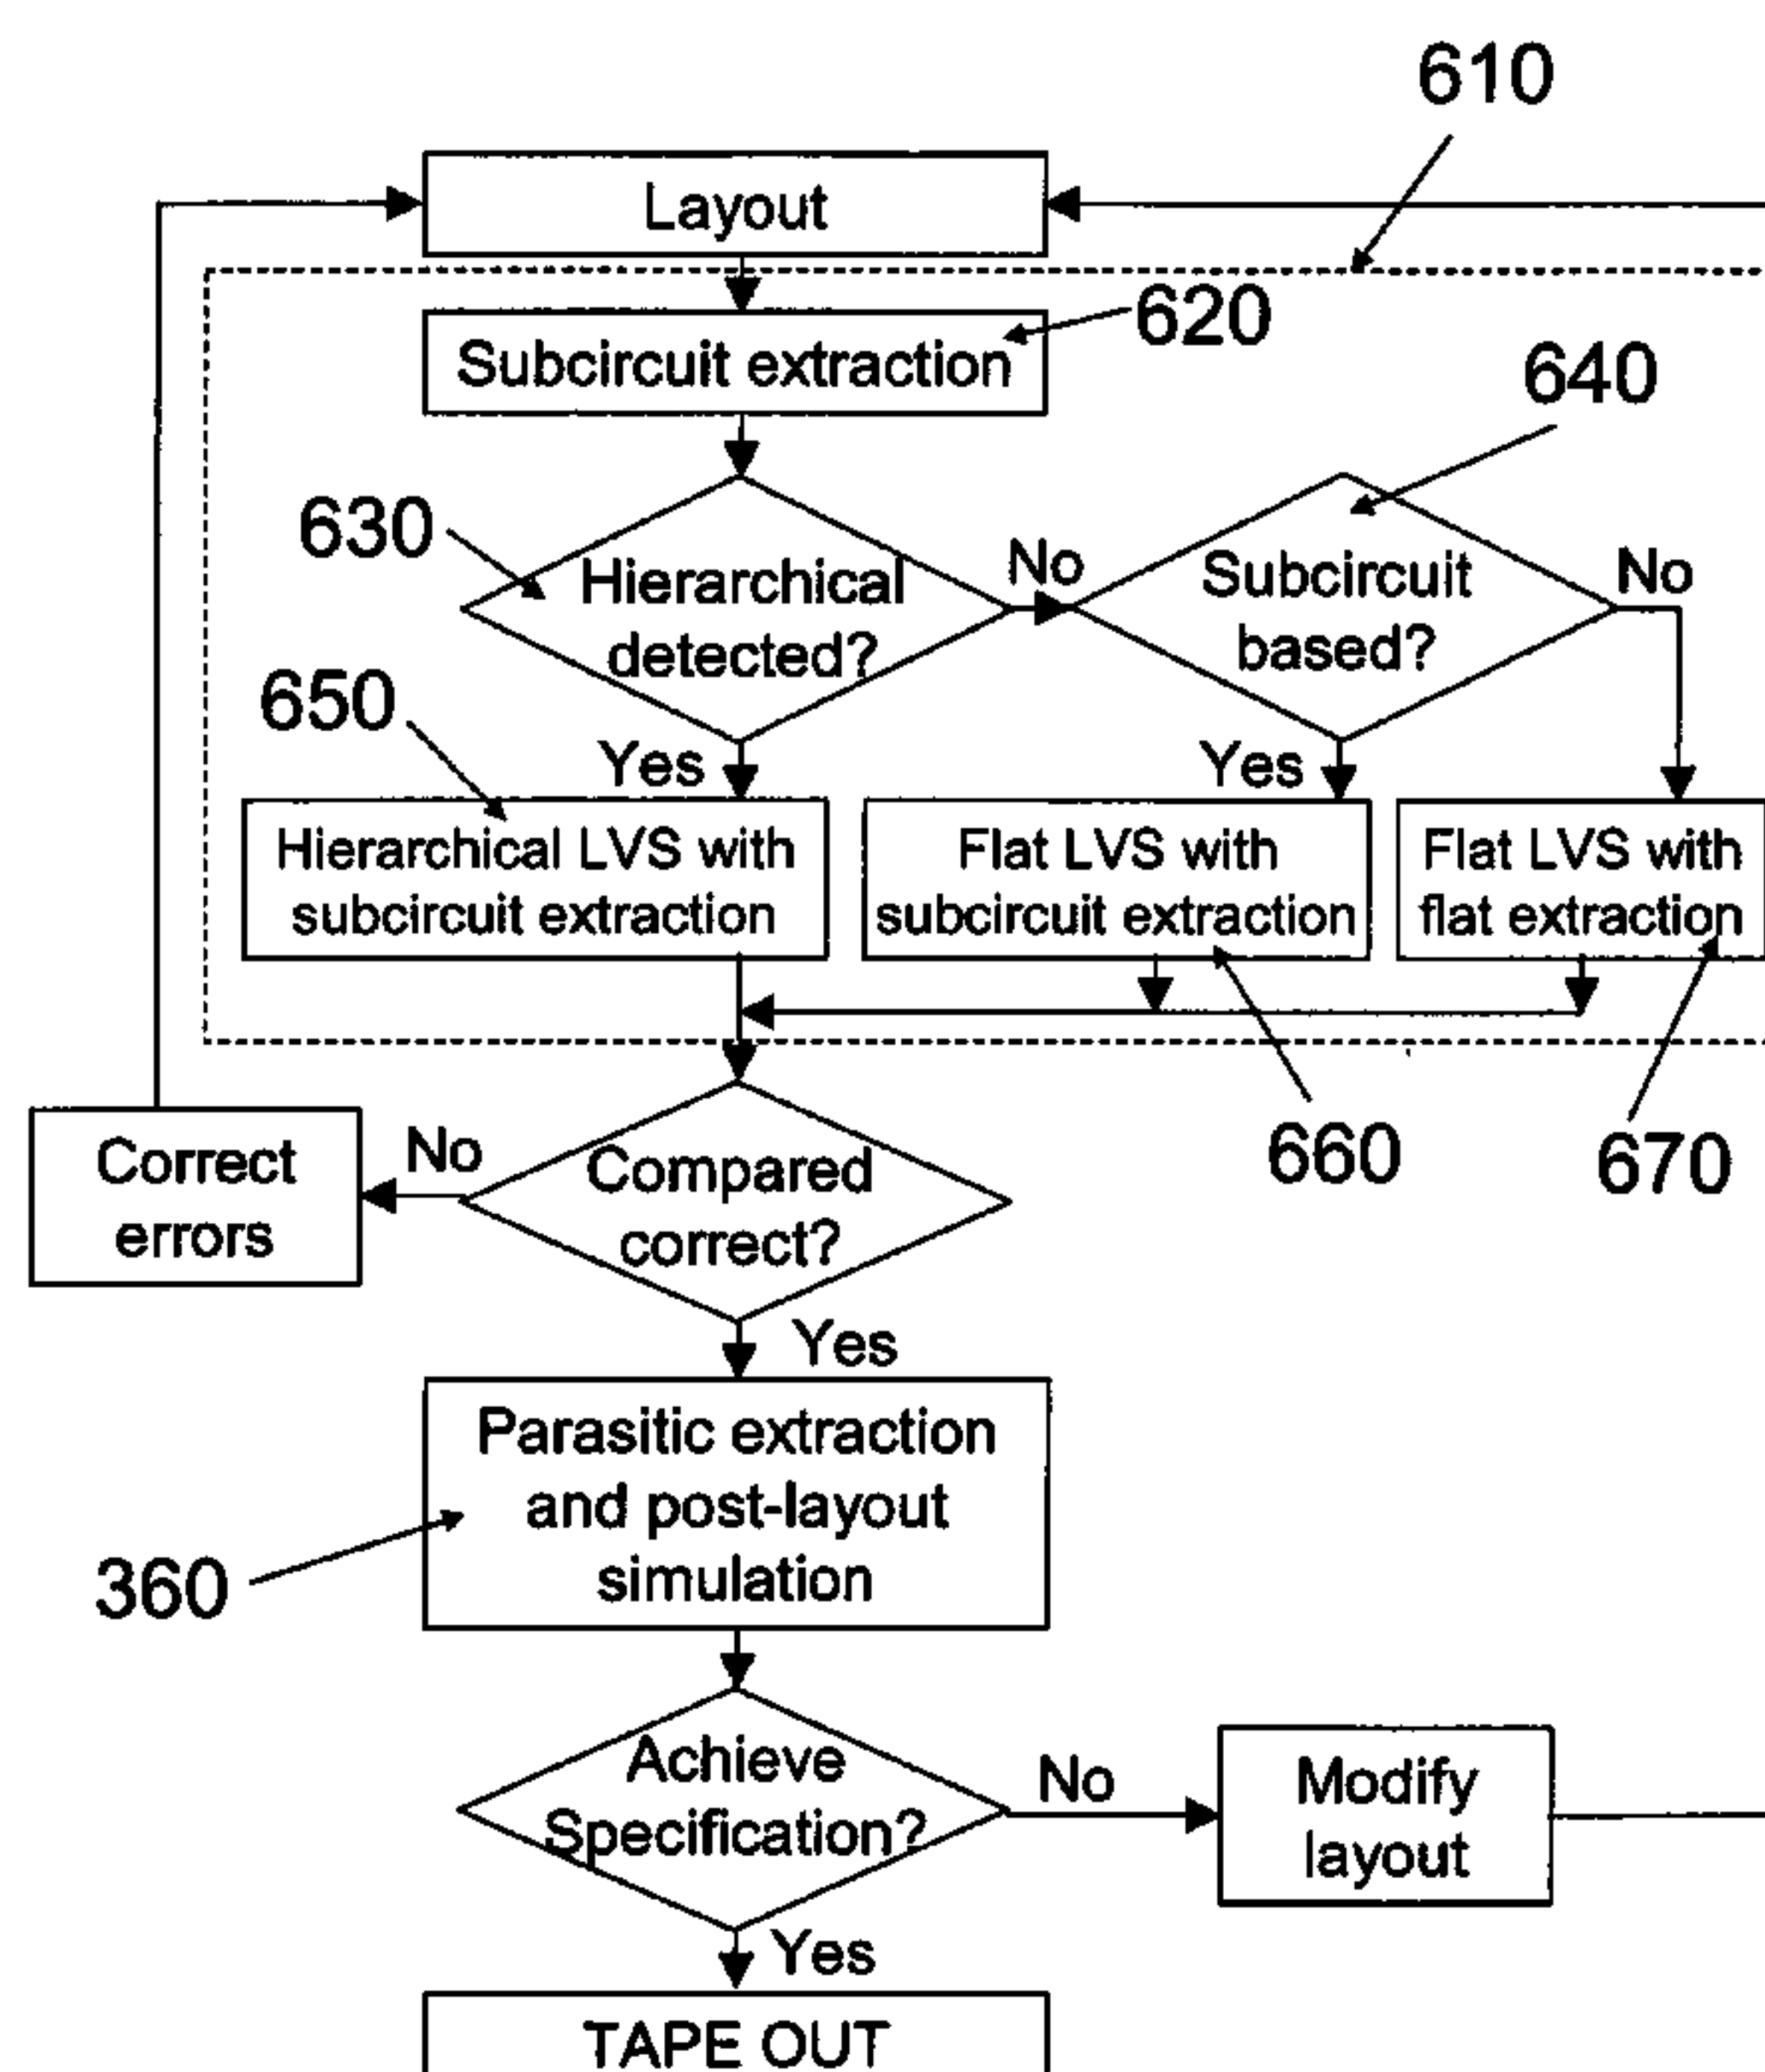 610
Layout
620
Subcircuit extraction
640
630
Hierarchical
detected?
No
Subcircuit
based?
No
650
Yes
Yes
Hierarchical LVS with
subcircuit extraction
Flat LVS with
subcircuit extraction
Flat LVS with
flat extraction
660
670
Correct
errors
No
Compared
correct?
Yes
Parasitic extraction
and post-layout
simulation
360
Achieve
Specification?
No
Modify
layout
Yes
TAPE OUT